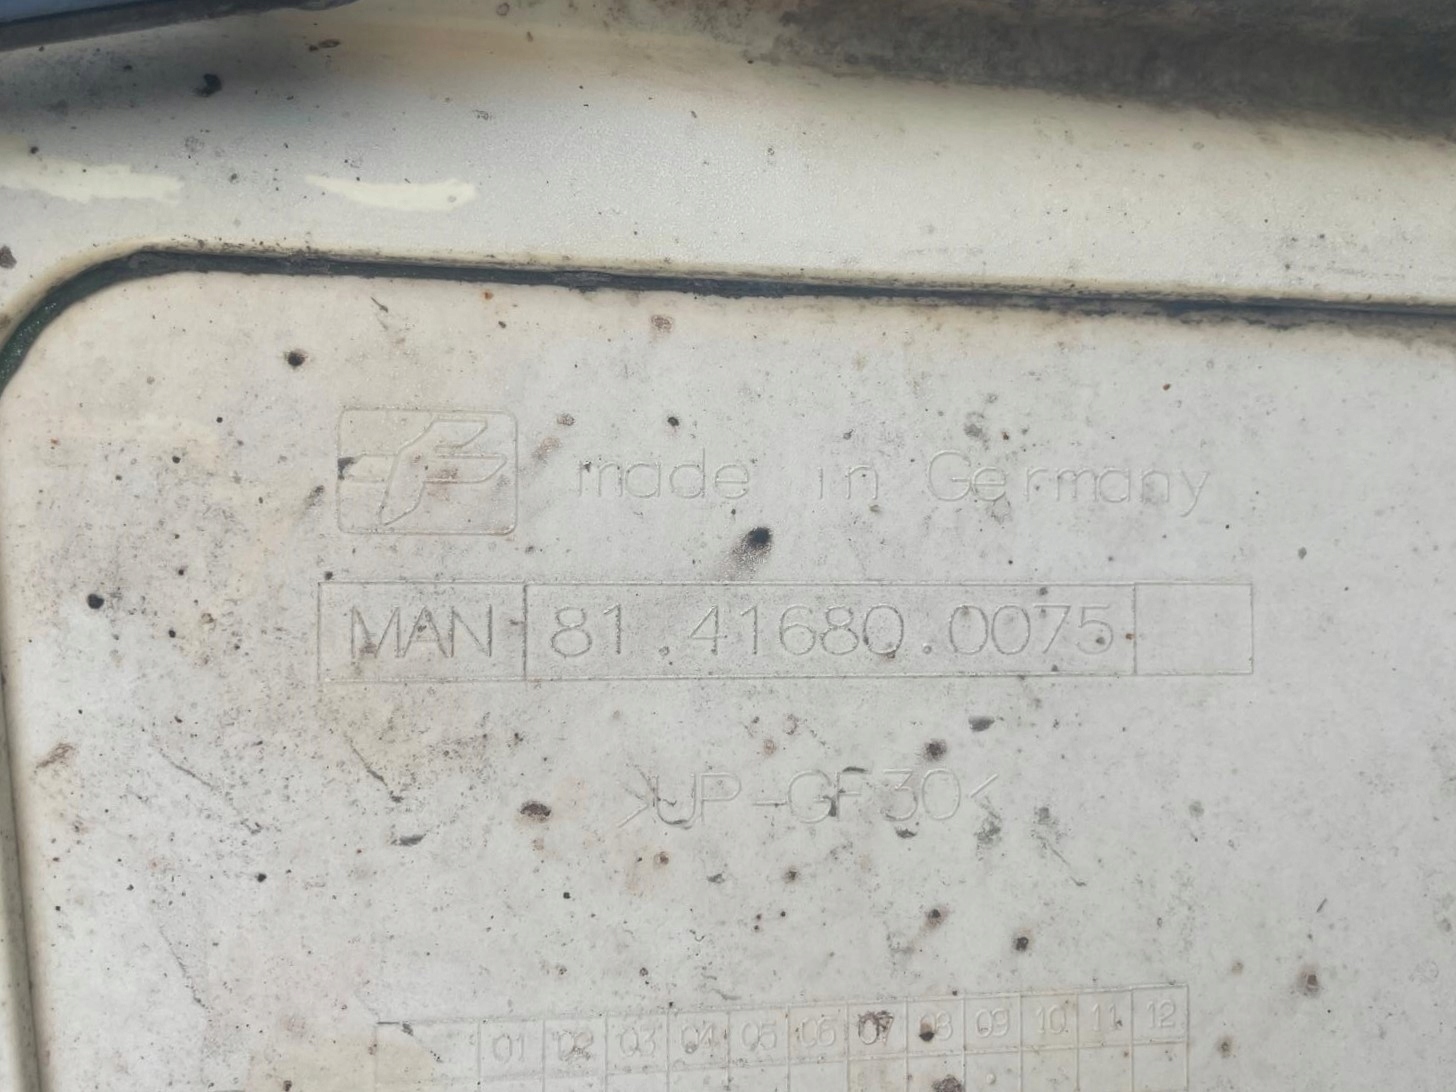 made in Germany
MAN 81.41680.0075
>UP-GF30<
01 02 03 04 05 06 07 08 09 10 11 12